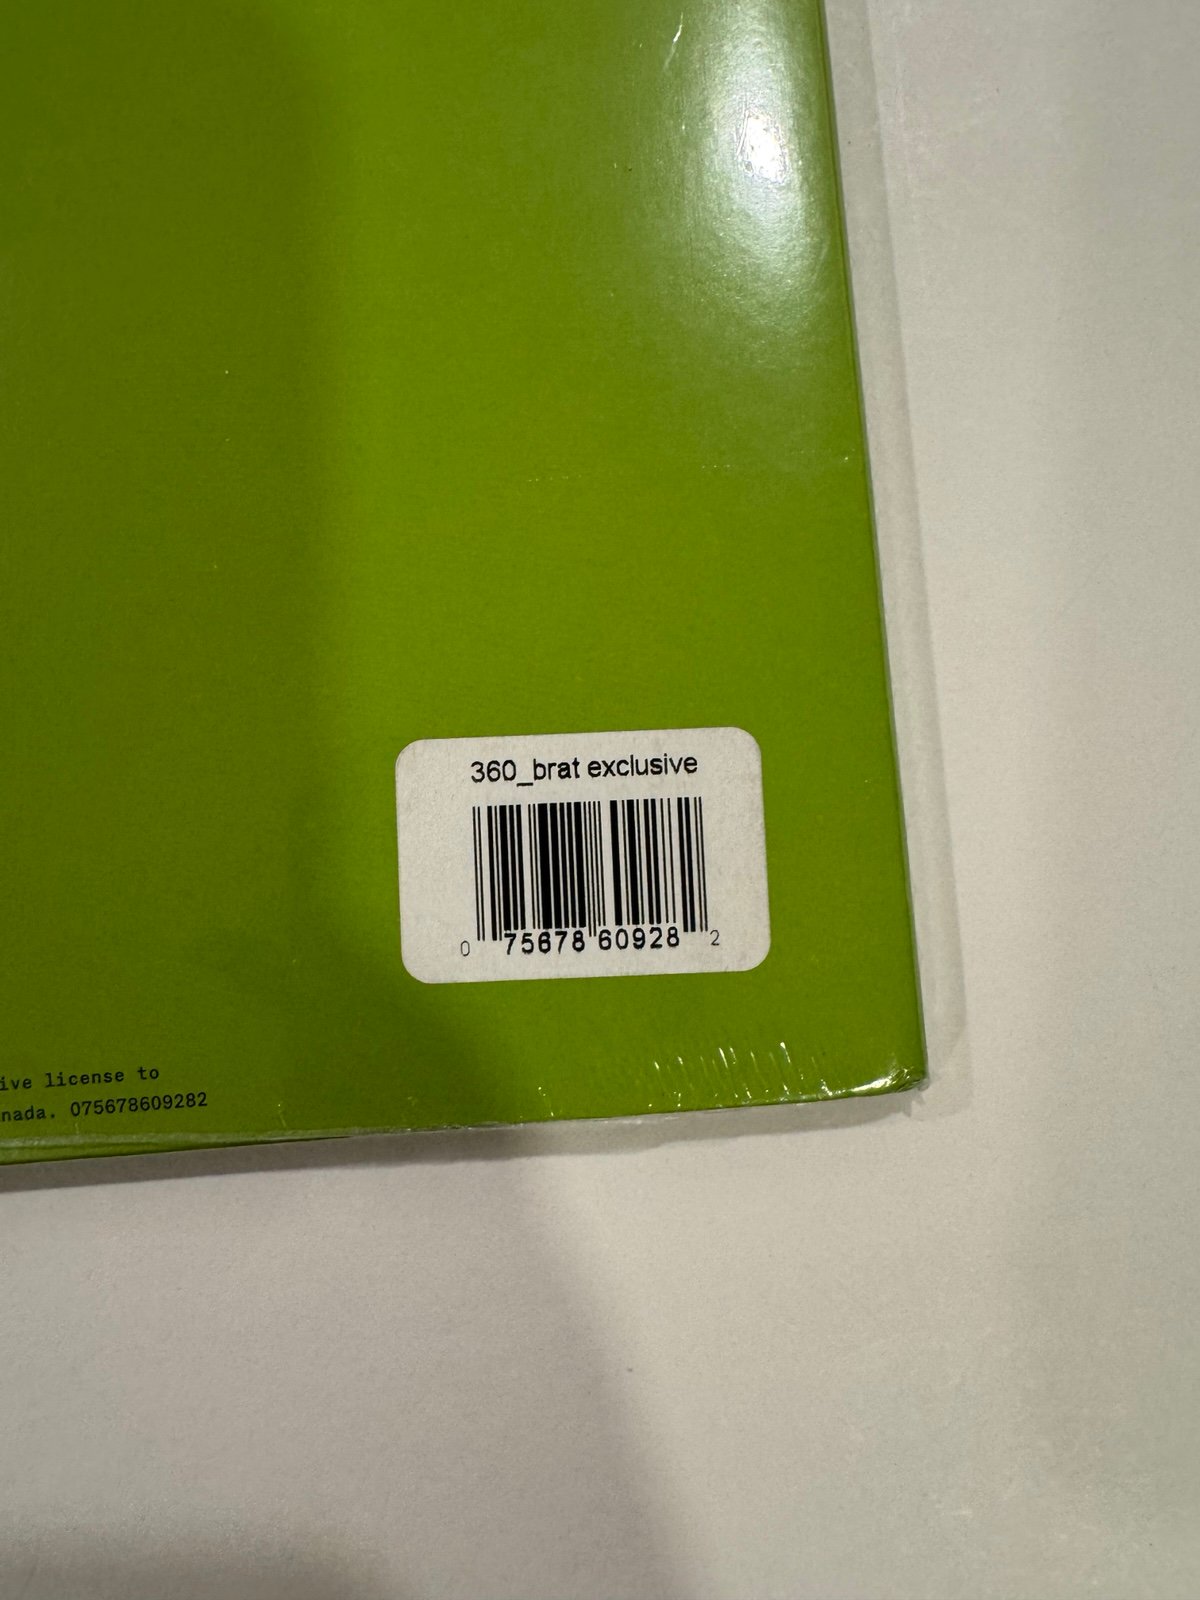 360_brat exclusive
0 75678 60928 2
ive license to
nada. 075678609282